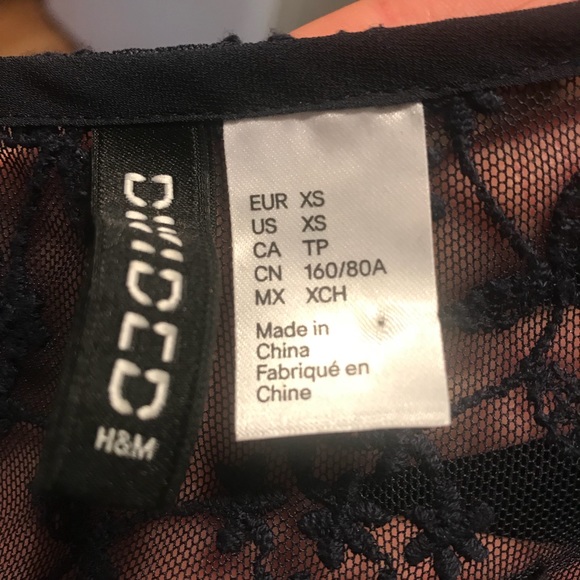 DIVIDED
H&M
EUR XS
US XS
CA TP
CN 160/80A
MX XCH
Made in
China
Fabriqué en
Chine